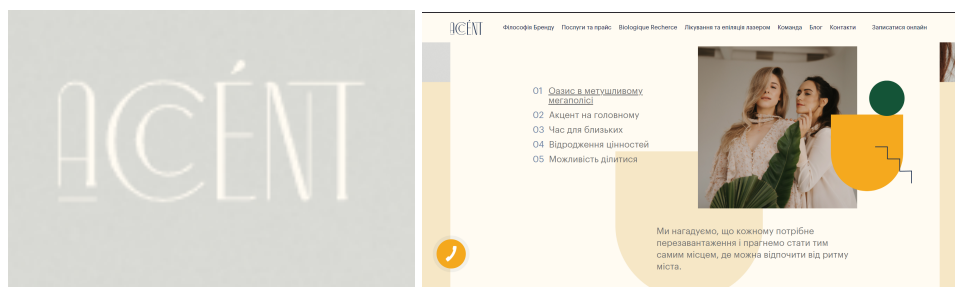 ACCÉNT
ACCÉNT
Філософія Бренду Послуги та прайс Biologique Recherce Лікування та епіляція лазером Команда Блог Контакти Записатися онлайн
01 Оазис в метушливому
мегаполісі
02 Акцент на головному
03 Час для близьких
04 Відродження цінностей
05 Можливість ділитися
Ми нагадуємо, що кожному потрібне
перезавантаження і прагнемо стати тим
самим місцем, де можна відпочити від ритму
міста.